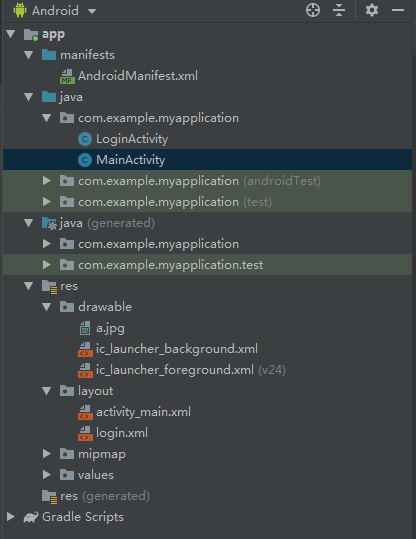 Android
app
manifests
MF AndroidManifest.xml
java
com.example.myapplication
C LoginActivity
C MainActivity
com.example.myapplication (androidTest)
com.example.myapplication (test)
java (generated)
com.example.myapplication
com.example.myapplication.test
res
drawable
a.jpg
ic_launcher_background.xml
ic_launcher_foreground.xml (v24)
layout
activity_main.xml
login.xml
mipmap
values
res (generated)
Gradle Scripts